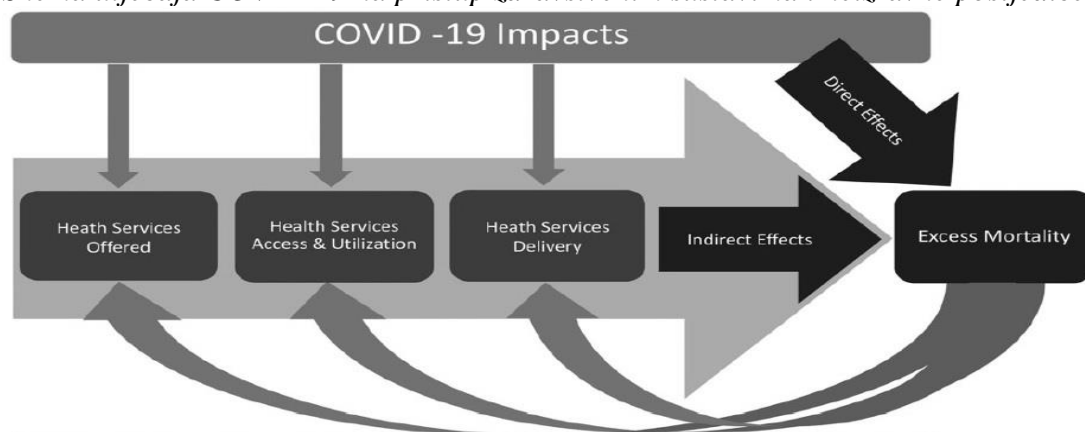 COVID -19 Impacts
Direct Effects
Heath Services
Offered
Health Services
Access & Utilization
Heath Services
Delivery
Indirect Effects
Excess Mortality